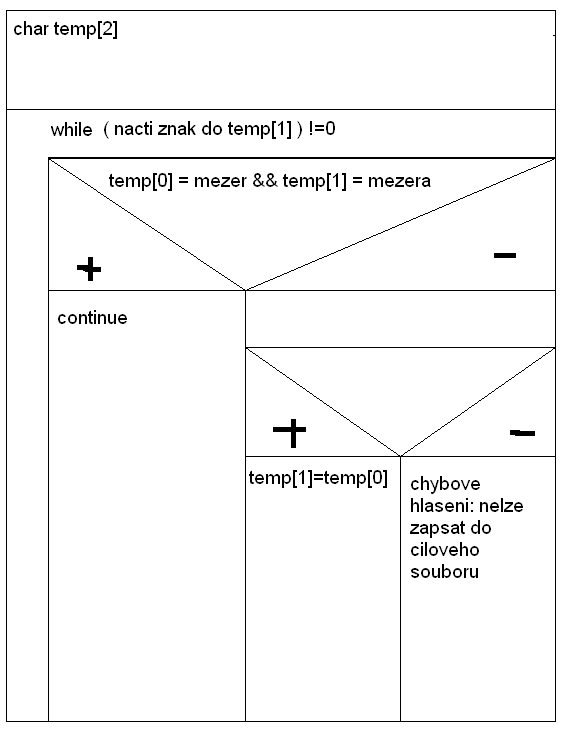 char temp[2]
while ( nacti znak do temp[1] ) !=0
temp[0] = mezer && temp[1] = mezera
+
-
continue
+
-
temp[1]=temp[0]
chybove
hlaseni: nelze
zapsat do
ciloveho
souboru